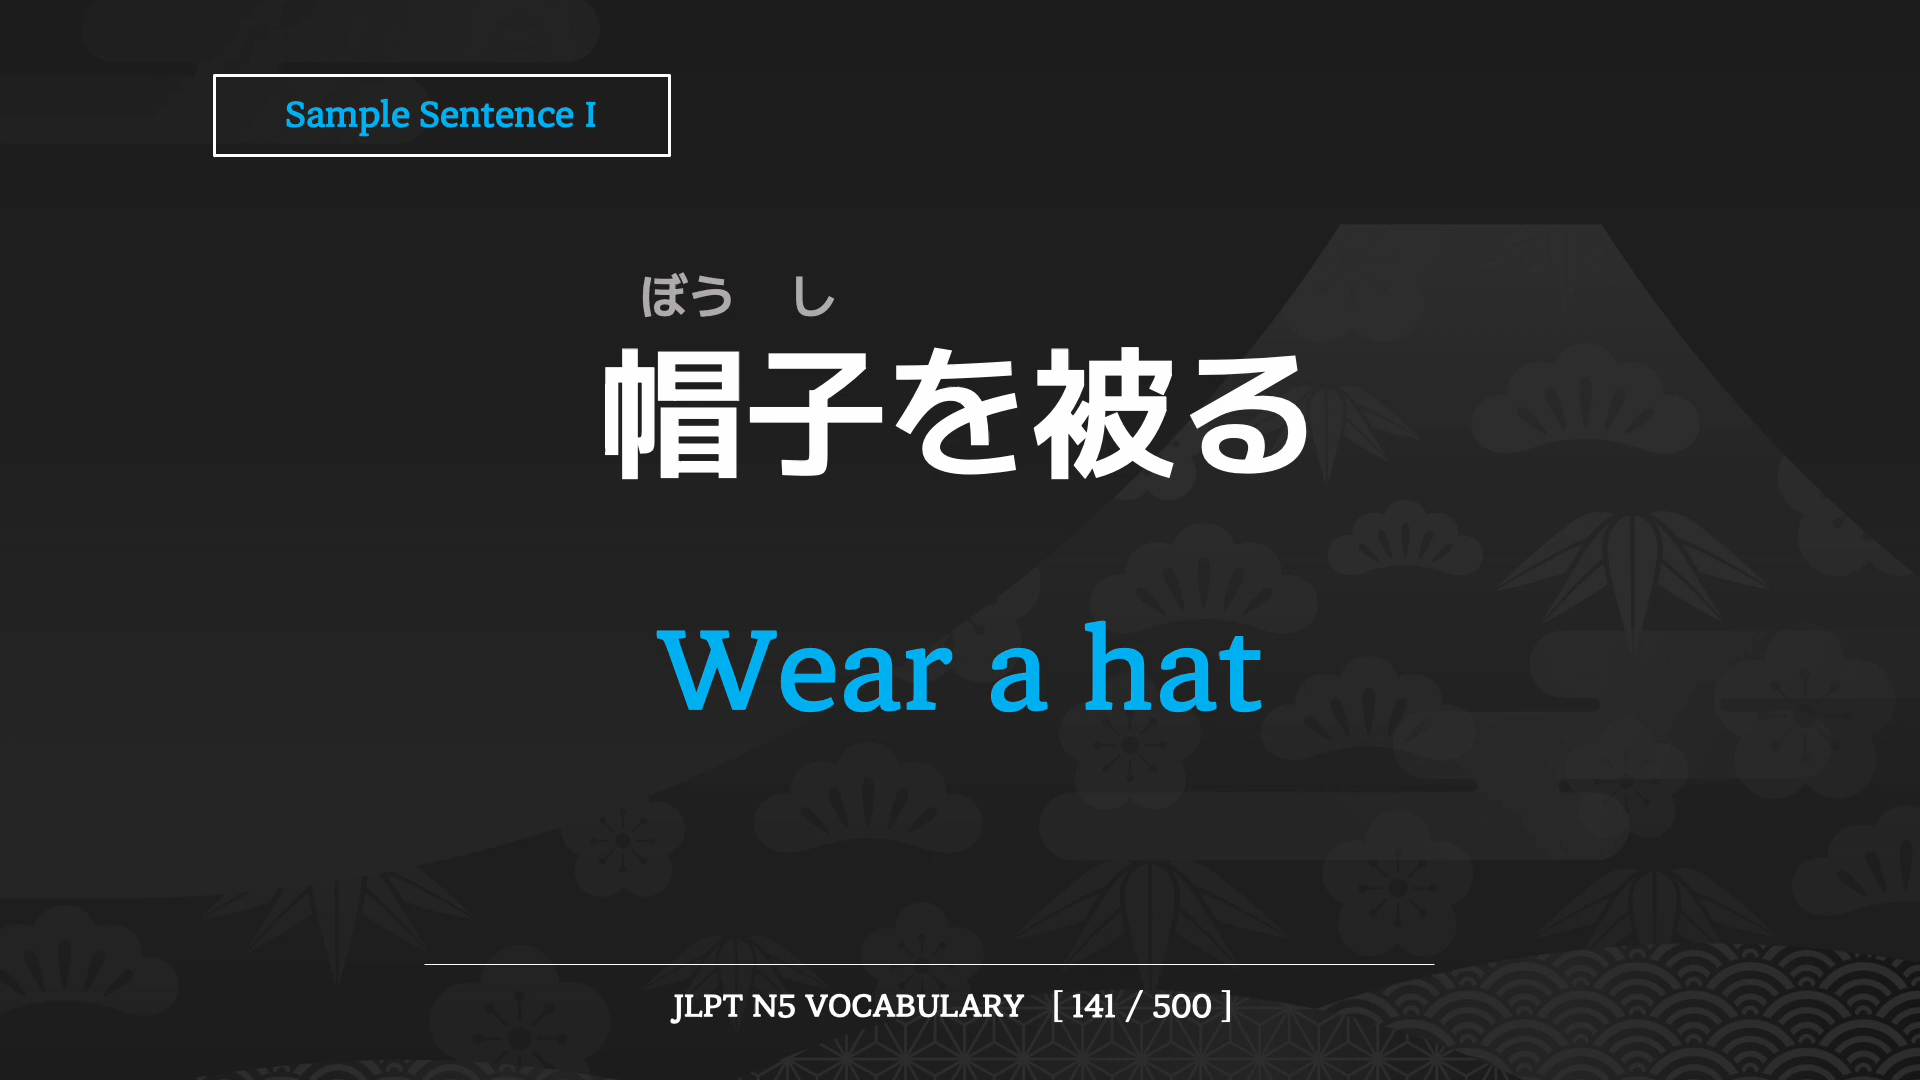 Sample Sentence I
ぼう し
帽子を被る
Wear a hat
JLPT N5 VOCABULARY [ 141 / 500 ]